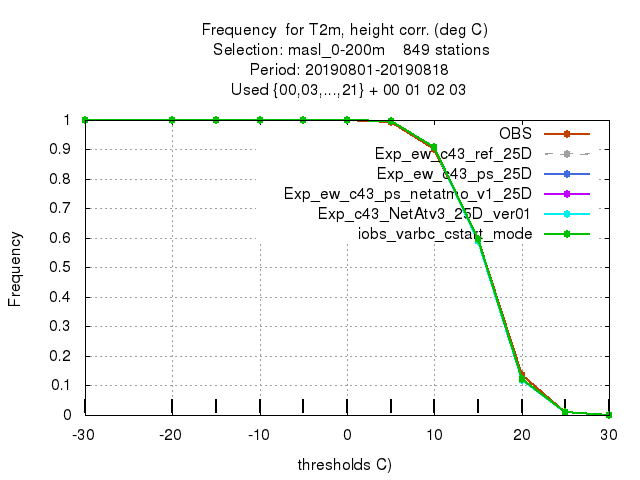 Frequency  for T2m, height corr. (deg C)
Selection: masl_0-200m    849 stations
Period: 20190801-20190818
Used {00,03,...,21} + 00 01 02 03
OBS
Exp_ew_c43_ref_25D
Exp_ew_c43_ps_25D
Exp_ew_c43_ps_netatmo_v1_25D
Exp_c43_NetAtv3_25D_ver01
iobs_varbc_cstart_mode
Frequency
1
0.9
0.8
0.7
0.6
0.5
0.4
0.3
0.2
0.1
0
-30 -20 -10 0 10 20 30
thresholds C)